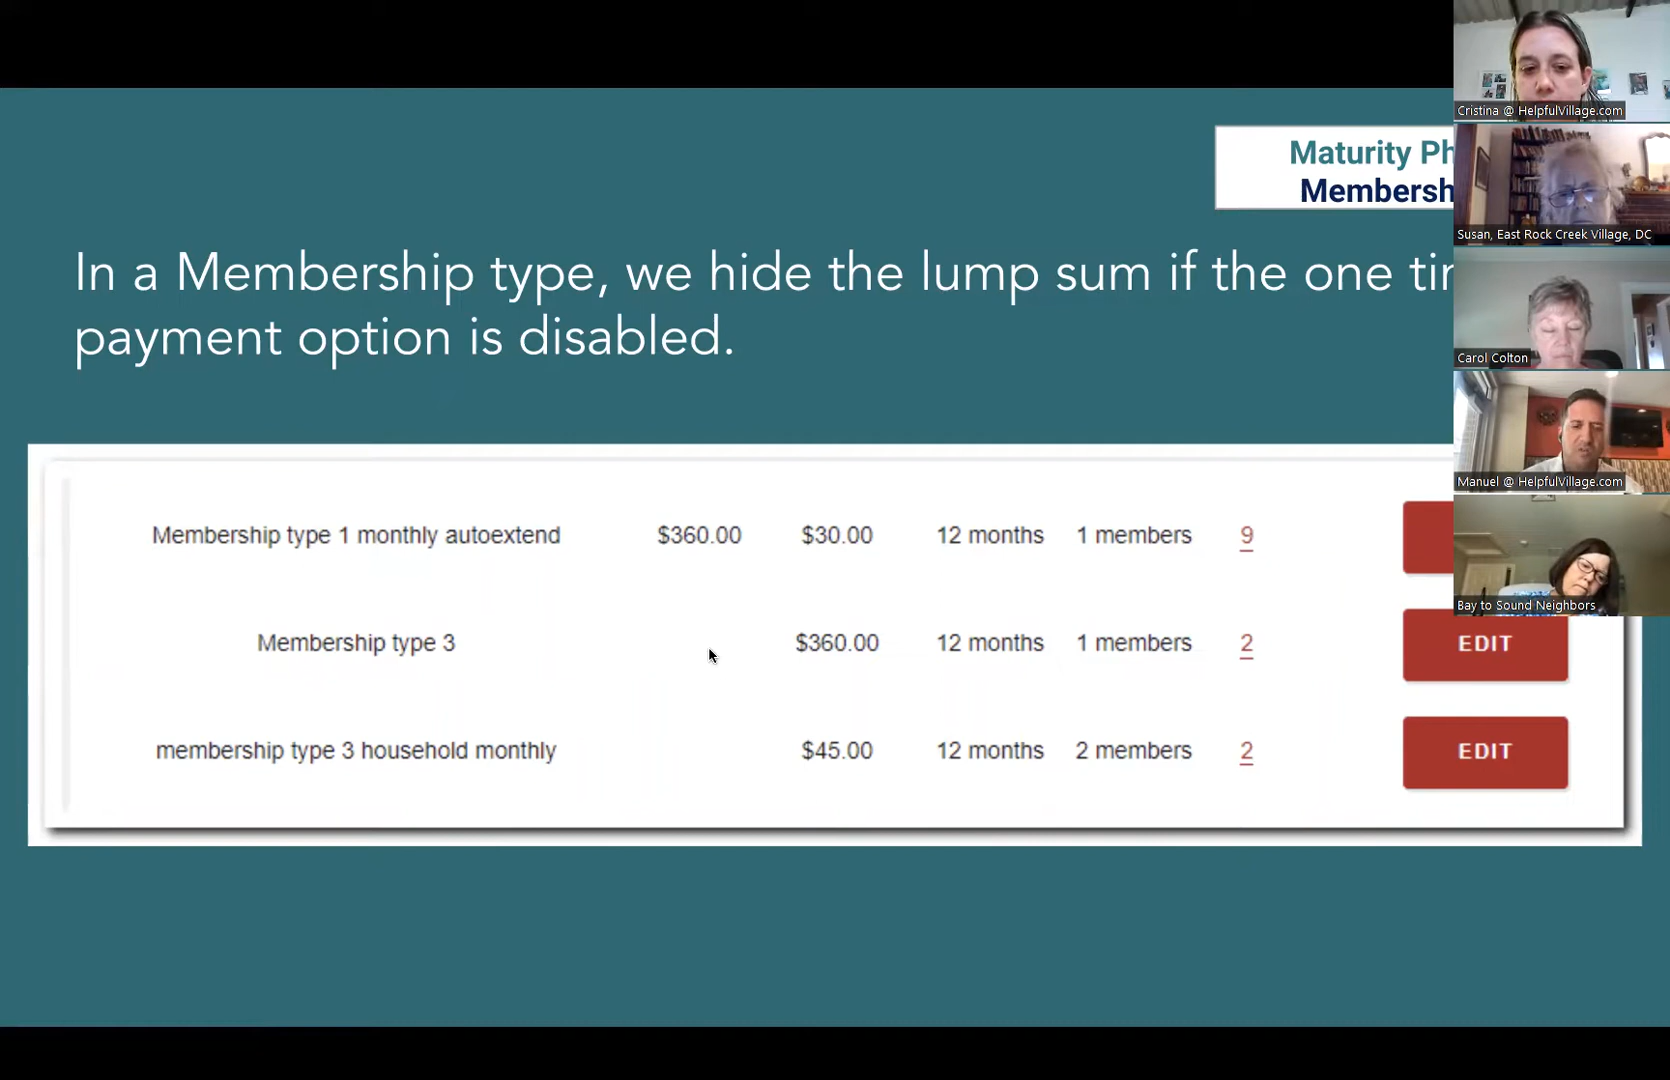 Maturity
Membersh
In a Membership type, we hide the lump sum if the one
payment option is disabled.
Membership type 1 monthly autoextend $360.00 $30.00 12 months 1 members 9
Membership type 3 $360.00 12 months 1 members 2 EDIT
membership type 3 household monthly $45.00 12 months 2 members 2 EDIT
Cristina @ HelpfulVillage.com
Susan, East Rock Creek Village, DC
Carol Colton
Manuel @ HelpfulVillage.com
Bay to Sound Neighbors